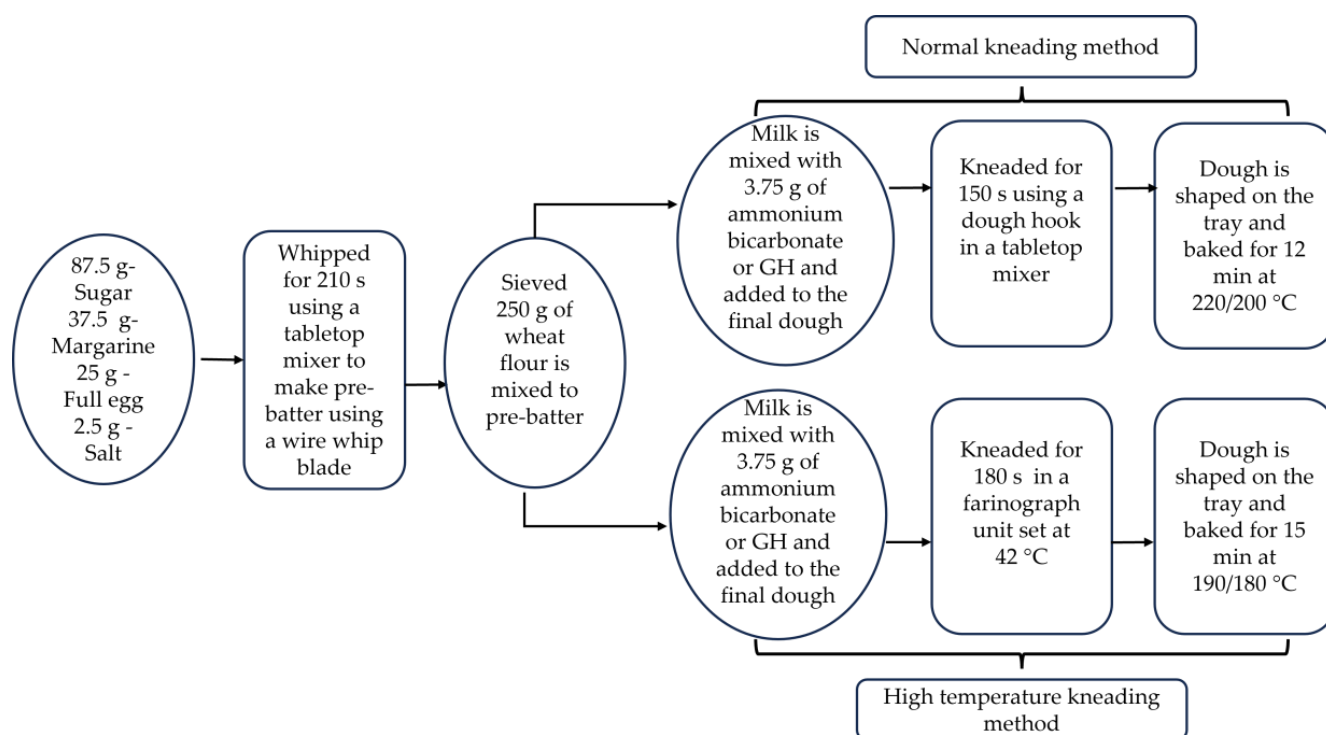 Normal kneading method
87.5 g-
Sugar
37.5 g-
Margarine
25 g -
Full egg
2.5 g -
Salt
Whipped
for 210 s
using a
tabletop
mixer to
make pre-
batter using
a wire whip
blade
Sieved
250 g of
wheat
flour is
mixed to
pre-batter
Milk is
mixed with
3.75 g of
ammonium
bicarbonate
or GH and
added to the
final dough
Kneaded for
150 s using a
dough hook
in a tabletop
mixer
Dough is
shaped on the
tray and
baked for 12
min at
220/200 °C
Milk is
mixed with
3.75 g of
ammonium
bicarbonate
or GH and
added to the
final dough
Kneaded for
180 s in a
farinograph
unit set at
42 °C
Dough is
shaped on the
tray and
baked for 15
min at
190/180 °C
High temperature kneading
method